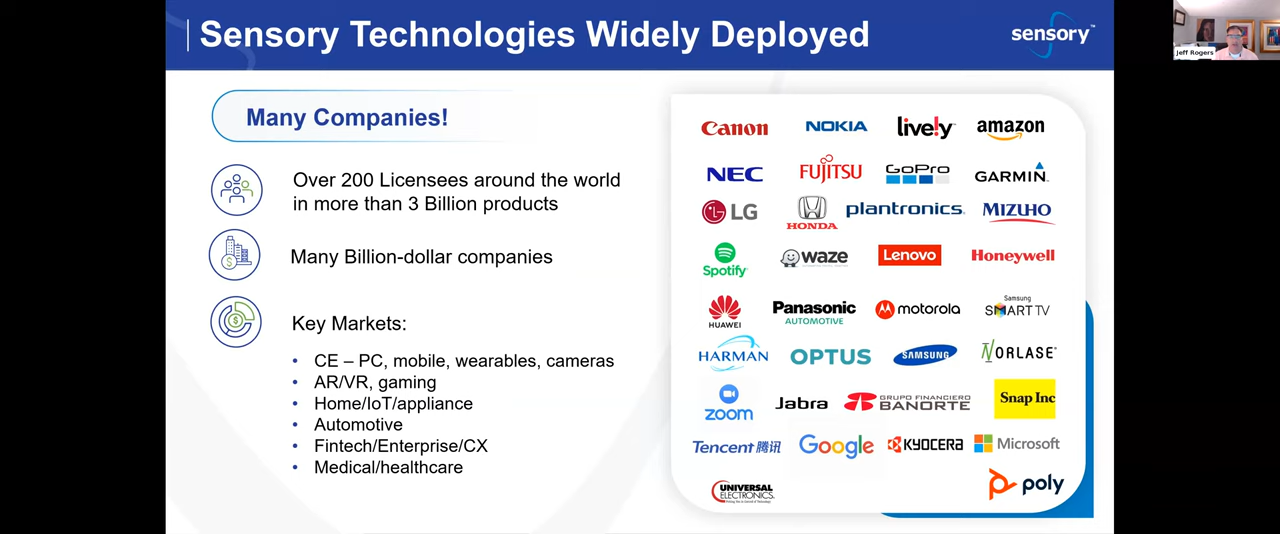 Sensory Technologies Widely Deployed
sensory™
Jeff Rogers
Many Companies!
Over 200 Licensees around the world
in more than 3 Billion products
Many Billion-dollar companies
Key Markets:
• CE – PC, mobile, wearables, cameras
• AR/VR, gaming
• Home/IoT/appliance
• Automotive
• Fintech/Enterprise/CX
• Medical/healthcare
Canon NOKIA lively amazon
NEC FUJITSU GoPro GARMIN
LG HONDA plantronics MIZUHO
Spotify waze Lenovo Honeywell
HUAWEI Panasonic AUTOMOTIVE motorola Samsung SMART TV
HARMAN OPTUS SAMSUNG NORLASE
zoom Jabra GRUPO FINANCIERO BANORTE Snap Inc
Tencent 腾讯 Google KYOCERA Microsoft
UNIVERSAL ELECTRONICS poly